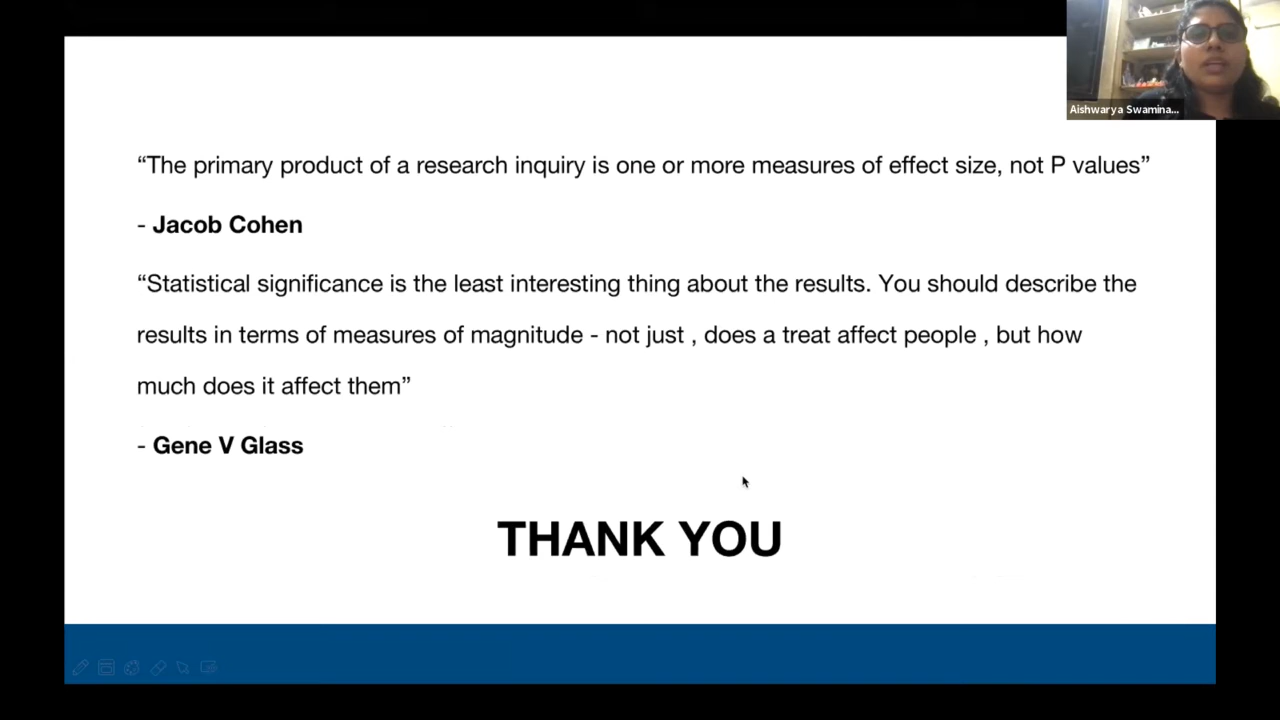 Aishwarya Swamina...
“The primary product of a research inquiry is one or more measures of effect size, not P values”
- Jacob Cohen
“Statistical significance is the least interesting thing about the results. You should describe the
results in terms of measures of magnitude - not just , does a treat affect people , but how
much does it affect them”
- Gene V Glass
THANK YOU